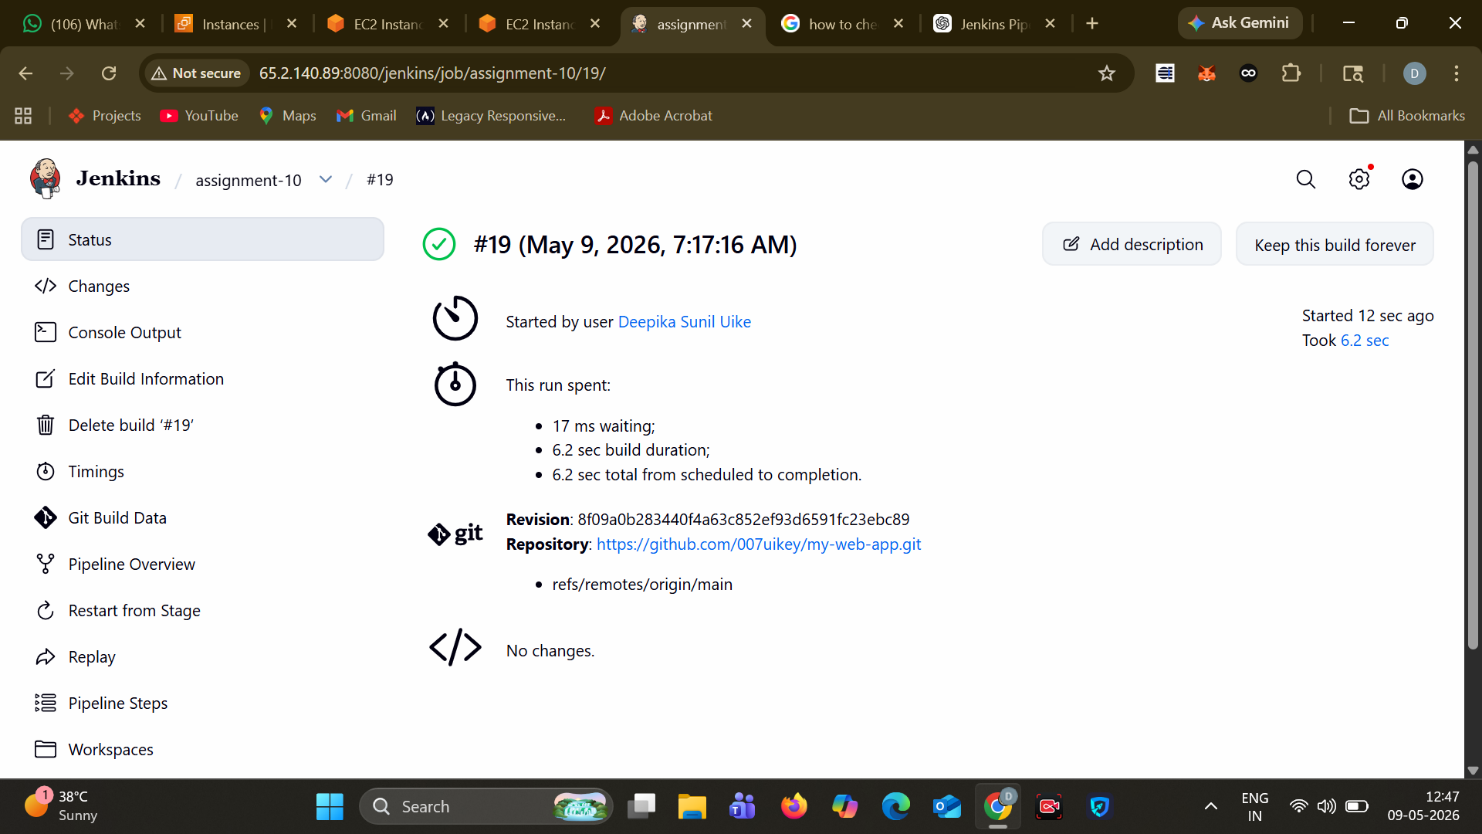 (106) What
Instances |
EC2 Instanc
EC2 Instanc
assignment
how to che
Jenkins Pip
Ask Gemini
Not secure
65.2.140.89:8080/jenkins/job/assignment-10/19/
D
Projects
YouTube
Maps
Gmail
Legacy Responsive...
Adobe Acrobat
All Bookmarks
Jenkins / assignment-10 / #19
Status
Changes
Console Output
Edit Build Information
Delete build ‘#19’
Timings
Git Build Data
Pipeline Overview
Restart from Stage
Replay
Pipeline Steps
Workspaces
#19 (May 9, 2026, 7:17:16 AM)
Add description
Keep this build forever
Started by user Deepika Sunil Uike
Started 12 sec ago
Took 6.2 sec
This run spent:
17 ms waiting;
6.2 sec build duration;
6.2 sec total from scheduled to completion.
git
Revision: 8f09a0b283440f4a63c852ef93d6591fc23ebc89
Repository: https://github.com/007uikey/my-web-app.git
refs/remotes/origin/main
No changes.
1
38°C
Sunny
Search
D
ENG
IN
12:47
09-05-2026